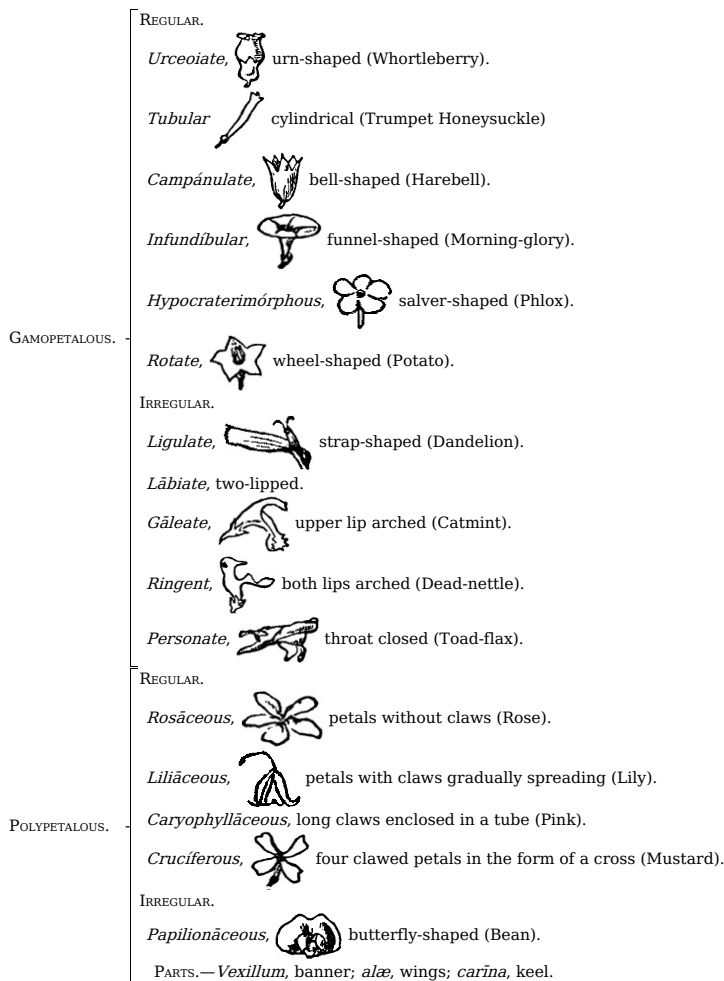 REGULAR.
Urceoiate, urn-shaped (Whortleberry).
Tubular cylindrical (Trumpet Honeysuckle)
Campánulate, bell-shaped (Harebell).
Infundíbular, funnel-shaped (Morning-glory).
Hypocraterimórphous, salver-shaped (Phlox).
GAMOPETALOUS.
Rotate, wheel-shaped (Potato).
IRREGULAR.
Ligulate, strap-shaped (Dandelion).
Lābiate, two-lipped.
Gāleate, upper lip arched (Catmint).
Ringent, both lips arched (Dead-nettle).
Personate, throat closed (Toad-flax).
REGULAR.
Rosāceous, petals without claws (Rose).
Liliāceous, petals with claws gradually spreading (Lily).
Caryophyllāceous, long claws enclosed in a tube (Pink).
POLYPETALOUS.
Crucíferous, four clawed petals in the form of a cross (Mustard).
IRREGULAR.
Papilionāceous, butterfly-shaped (Bean).
PARTS.—Vexillum, banner; alæ, wings; carīna, keel.